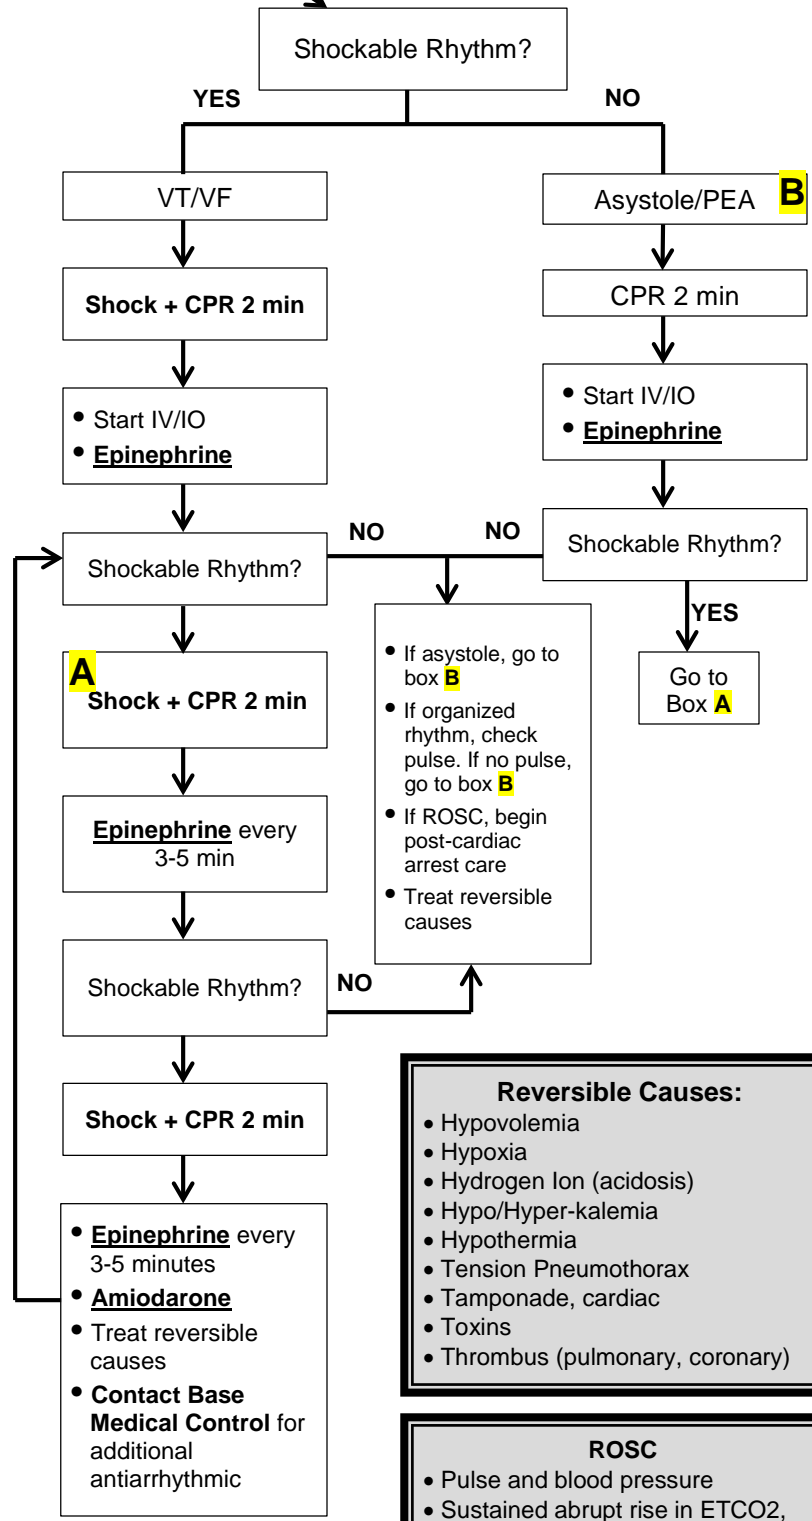 Shockable Rhythm?
YES
NO
VT/VF
Asystole/PEA B
Shock + CPR 2 min
CPR 2 min
• Start IV/IO
• Epinephrine
• Start IV/IO
• Epinephrine
Shockable Rhythm?
NO
NO
Shockable Rhythm?
YES
Go to
Box A
A
Shock + CPR 2 min
• If asystole, go to
box B
• If organized
rhythm, check
pulse. If no pulse,
go to box B
• If ROSC, begin
post-cardiac
arrest care
• Treat reversible
causes
Epinephrine every
3-5 min
Shockable Rhythm?
NO
Shock + CPR 2 min
• Epinephrine every
3-5 minutes
• Amiodarone
• Treat reversible
causes
• Contact Base
Medical Control for
additional
antiarrhythmic
Reversible Causes:
• Hypovolemia
• Hypoxia
• Hydrogen Ion (acidosis)
• Hypo/Hyper-kalemia
• Hypothermia
• Tension Pneumothorax
• Tamponade, cardiac
• Toxins
• Thrombus (pulmonary, coronary)
ROSC
• Pulse and blood pressure
• Sustained abrupt rise in ETCO2,